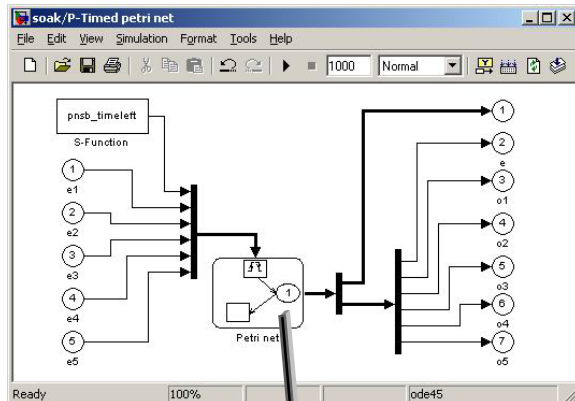 soak/P-Timed petri net
File Edit View Simulation Format Tools Help
1000 Normal
pnsb_timeleft
S-Function
1
e1
2
e2
3
e3
4
e4
5
e5
1
Petri net
1
2
e
3
o1
4
o2
5
o3
6
o4
7
o5
Ready 100% ode45